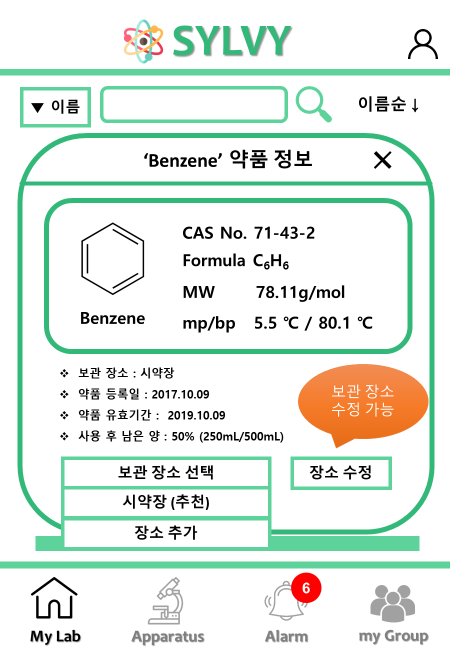 SYLVY
▼ 이름
이름순↓
‘Benzene’ 약품 정보
CAS No. 71-43-2
Formula C₆H₆
MW 78.11g/mol
mp/bp 5.5 ℃ / 80.1 ℃
Benzene
❖ 보관 장소 : 시약장
❖ 약품 등록일 : 2017.10.09
❖ 약품 유효기간 : 2019.10.09
❖ 사용 후 남은 양 : 50% (250mL/500mL)
보관 장소
수정 가능
보관 장소 선택
장소 수정
시약장 (추천)
장소 추가
6
My Lab
Apparatus
Alarm
my Group